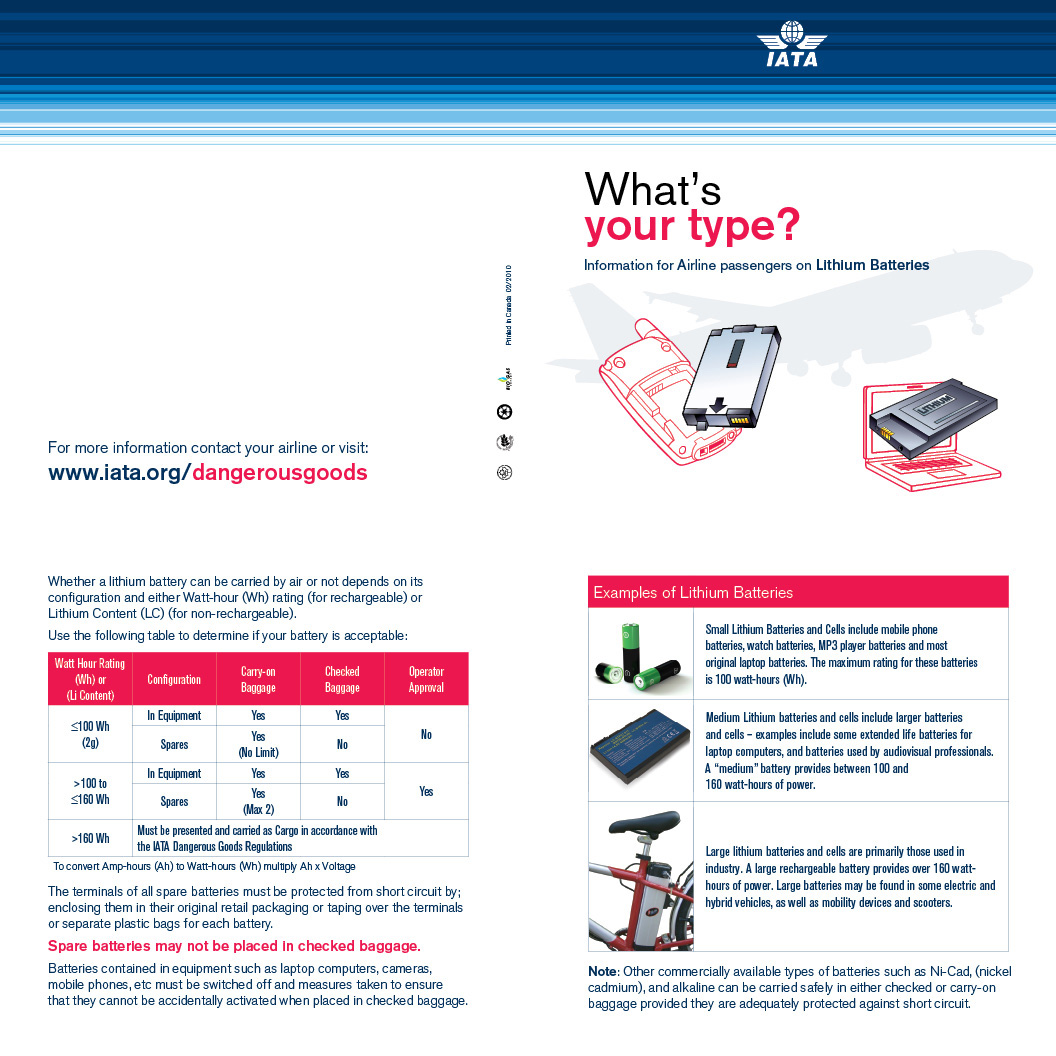 IATA
What's
your type?
Information for Airline passengers on Lithium Batteries
LITHIUM
Printed in Canada 02/2010
For more information contact your airline or visit:
www.iata.org/dangerousgoods
Whether a lithium battery can be carried by air or not depends on its
configuration and either Watt-hour (Wh) rating (for rechargeable) or
Lithium Content (LC) (for non-rechargeable).
Use the following table to determine if your battery is acceptable:
Watt Hour Rating
(Wh) or
(Li Content)
Configuration
Carry-on
Baggage
Checked
Baggage
Operator
Approval
≤100 Wh
(2g)
In Equipment
Yes
Yes
No
Spares
Yes
(No Limit)
No
>100 to
≤160 Wh
In Equipment
Yes
Yes
Yes
Spares
Yes
(Max 2)
No
>160 Wh
Must be presented and carried as Cargo in accordance with
the IATA Dangerous Goods Regulations
To convert Amp-hours (Ah) to Watt-hours (Wh) multiply Ah x Voltage
The terminals of all spare batteries must be protected from short circuit by;
enclosing them in their original retail packaging or taping over the terminals
or separate plastic bags for each battery.
Spare batteries may not be placed in checked baggage.
Batteries contained in equipment such as laptop computers, cameras,
mobile phones, etc must be switched off and measures taken to ensure
that they cannot be accidentally activated when placed in checked baggage.
Examples of Lithium Batteries
Small Lithium Batteries and Cells include mobile phone
batteries, watch batteries, MP3 player batteries and most
original laptop batteries. The maximum rating for these batteries
is 100 watt-hours (Wh).
Medium Lithium batteries and cells include larger batteries
and cells – examples include some extended life batteries for
laptop computers, and batteries used by audiovisual professionals.
A “medium” battery provides between 100 and
160 watt-hours of power.
Large lithium batteries and cells are primarily those used in
industry. A large rechargeable battery provides over 160 watt-
hours of power. Large batteries may be found in some electric and
hybrid vehicles, as well as mobility devices and scooters.
Note: Other commercially available types of batteries such as Ni-Cad, (nickel
cadmium), and alkaline can be carried safely in either checked or carry-on
baggage provided they are adequately protected against short circuit.